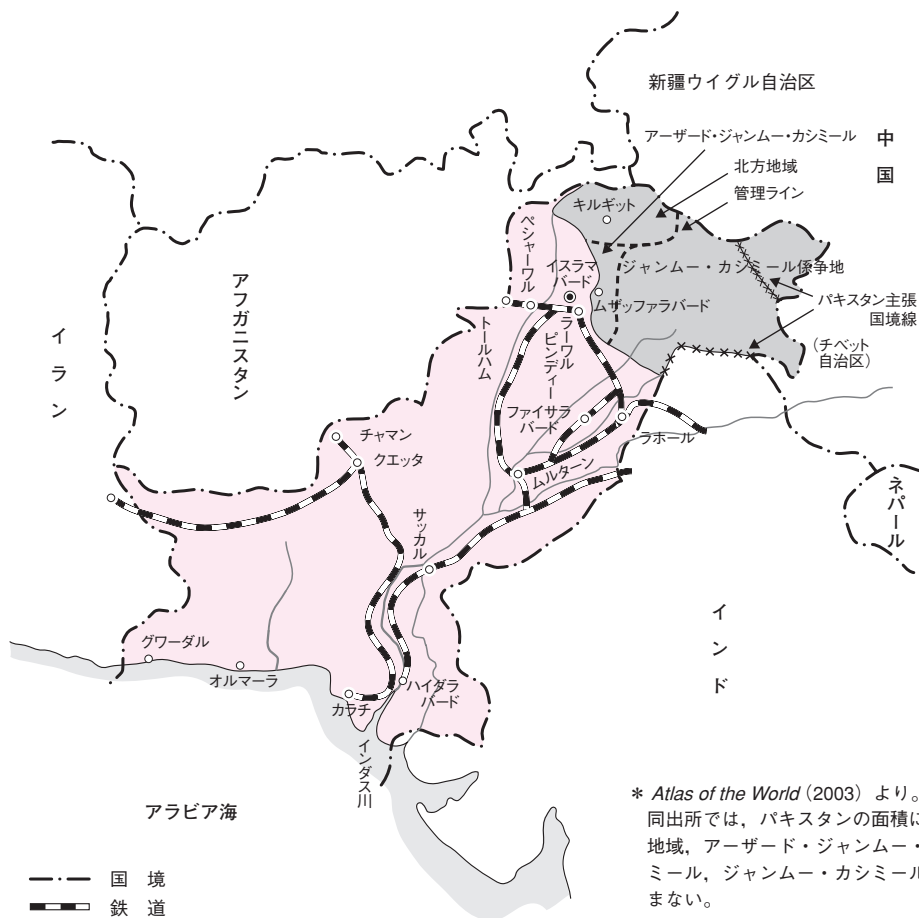 新疆ウイグル自治区
アーザード・ジャンムー・カシミール
中国
北方地域
管理ライン
キルギット
ペシャーワル
イスラマ
バード
ジャンムー・カシミール係争地
ムザッファラバード
パキスタン主張
国境線
(チベット
自治区)
アフガニスタン
イラン
トールハム
ラーワル
ピンディー
ファイサラ
バード
ラホール
チャマン
クエッタ
ムルターン
サッカル
ネパール
インド
グワーダル
オルマーラ
カラチ
ハイダラ
バード
インダス川
アラビア海
国境
鉄道
* Atlas of the World (2003) より。
同出所では,パキスタンの面積に
地域,アーザード・ジャンムー・
ミール,ジャンムー・カシミール
まない。